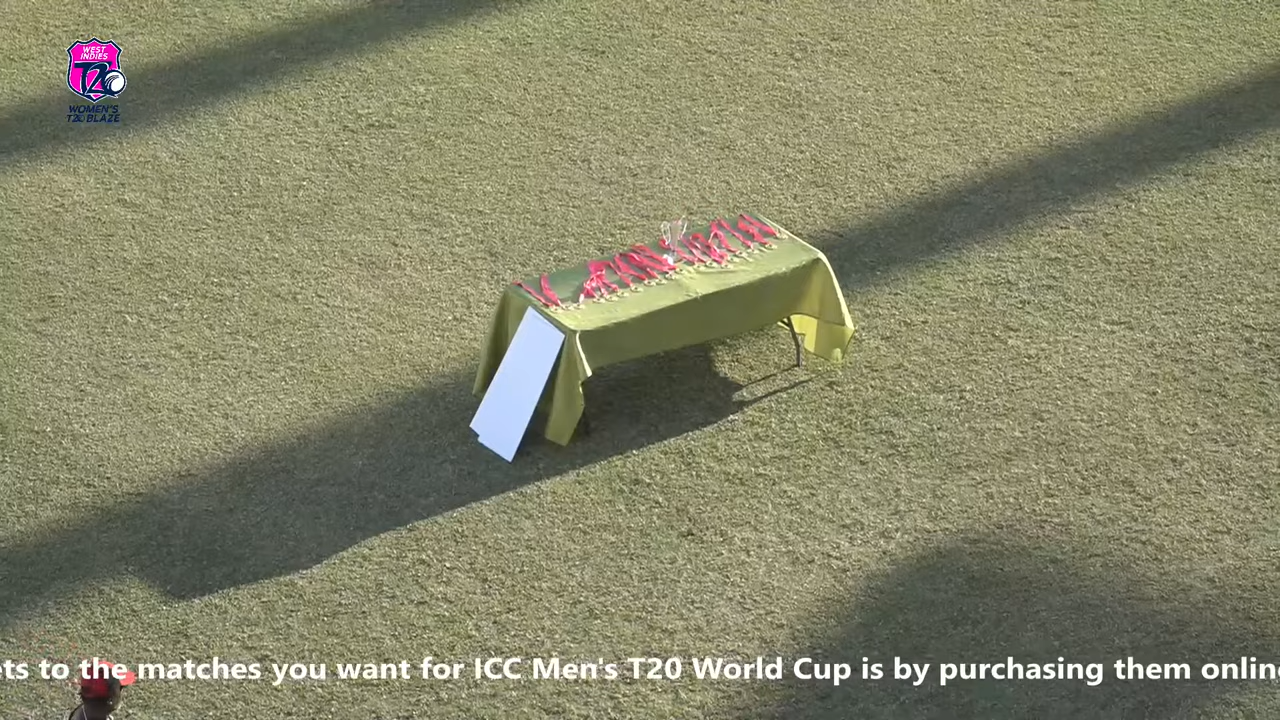 WEST
INDIES
T20
WOMEN'S
T20 BLAZE
ets to the matches you want for ICC Men's T20 World Cup is by purchasing them onlin